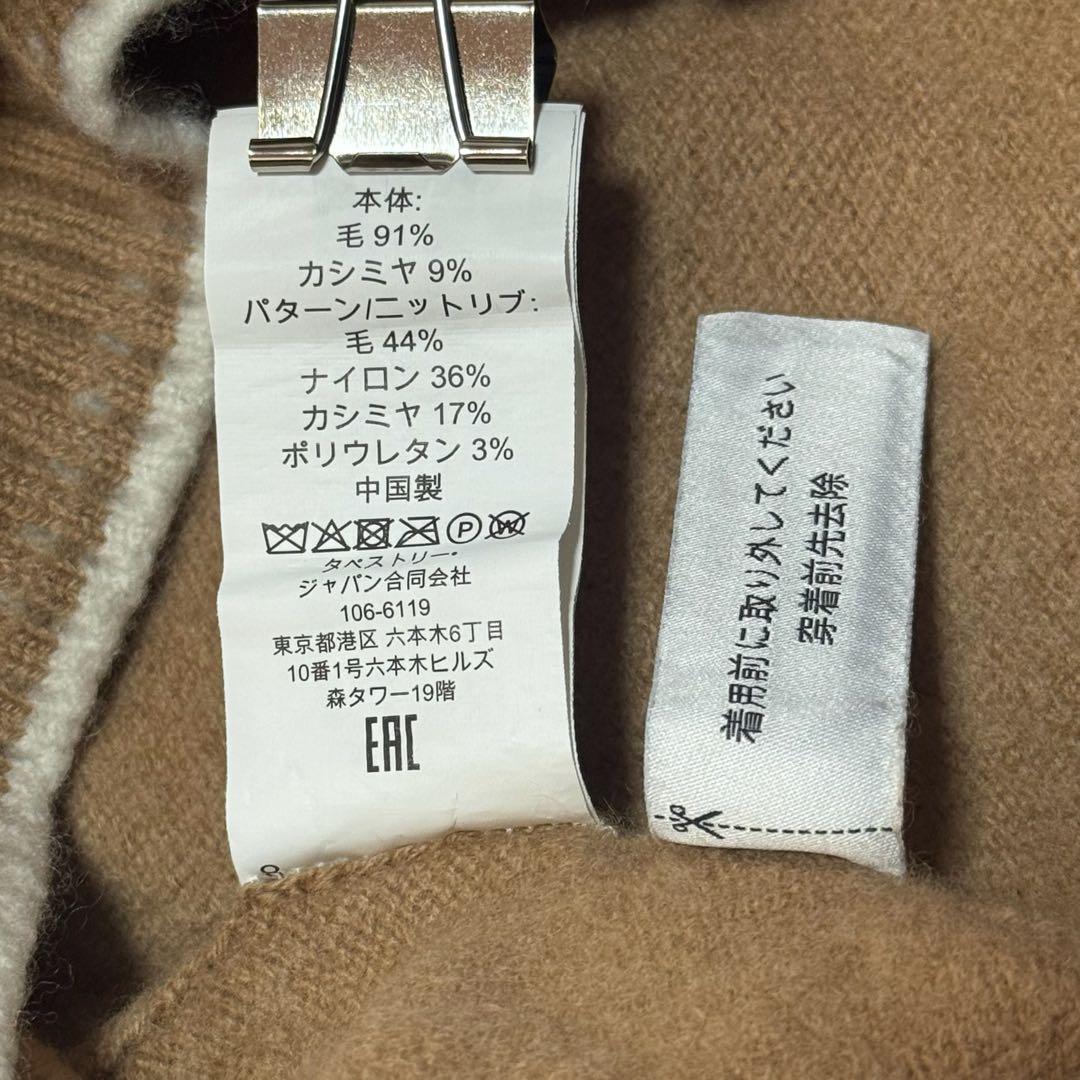 本体:
毛 91%
カシミヤ 9%
パターン/ニットリブ:
毛 44%
ナイロン 36%
カシミヤ 17%
ポリウレタン 3%
中国製
P W
タペストリー・
ジャパン合同会社
106-6119
東京都港区 六本木6丁目
10番1号六本木ヒルズ
森タワー19階
EAC
着用前に取り外してください
穿着前先去除